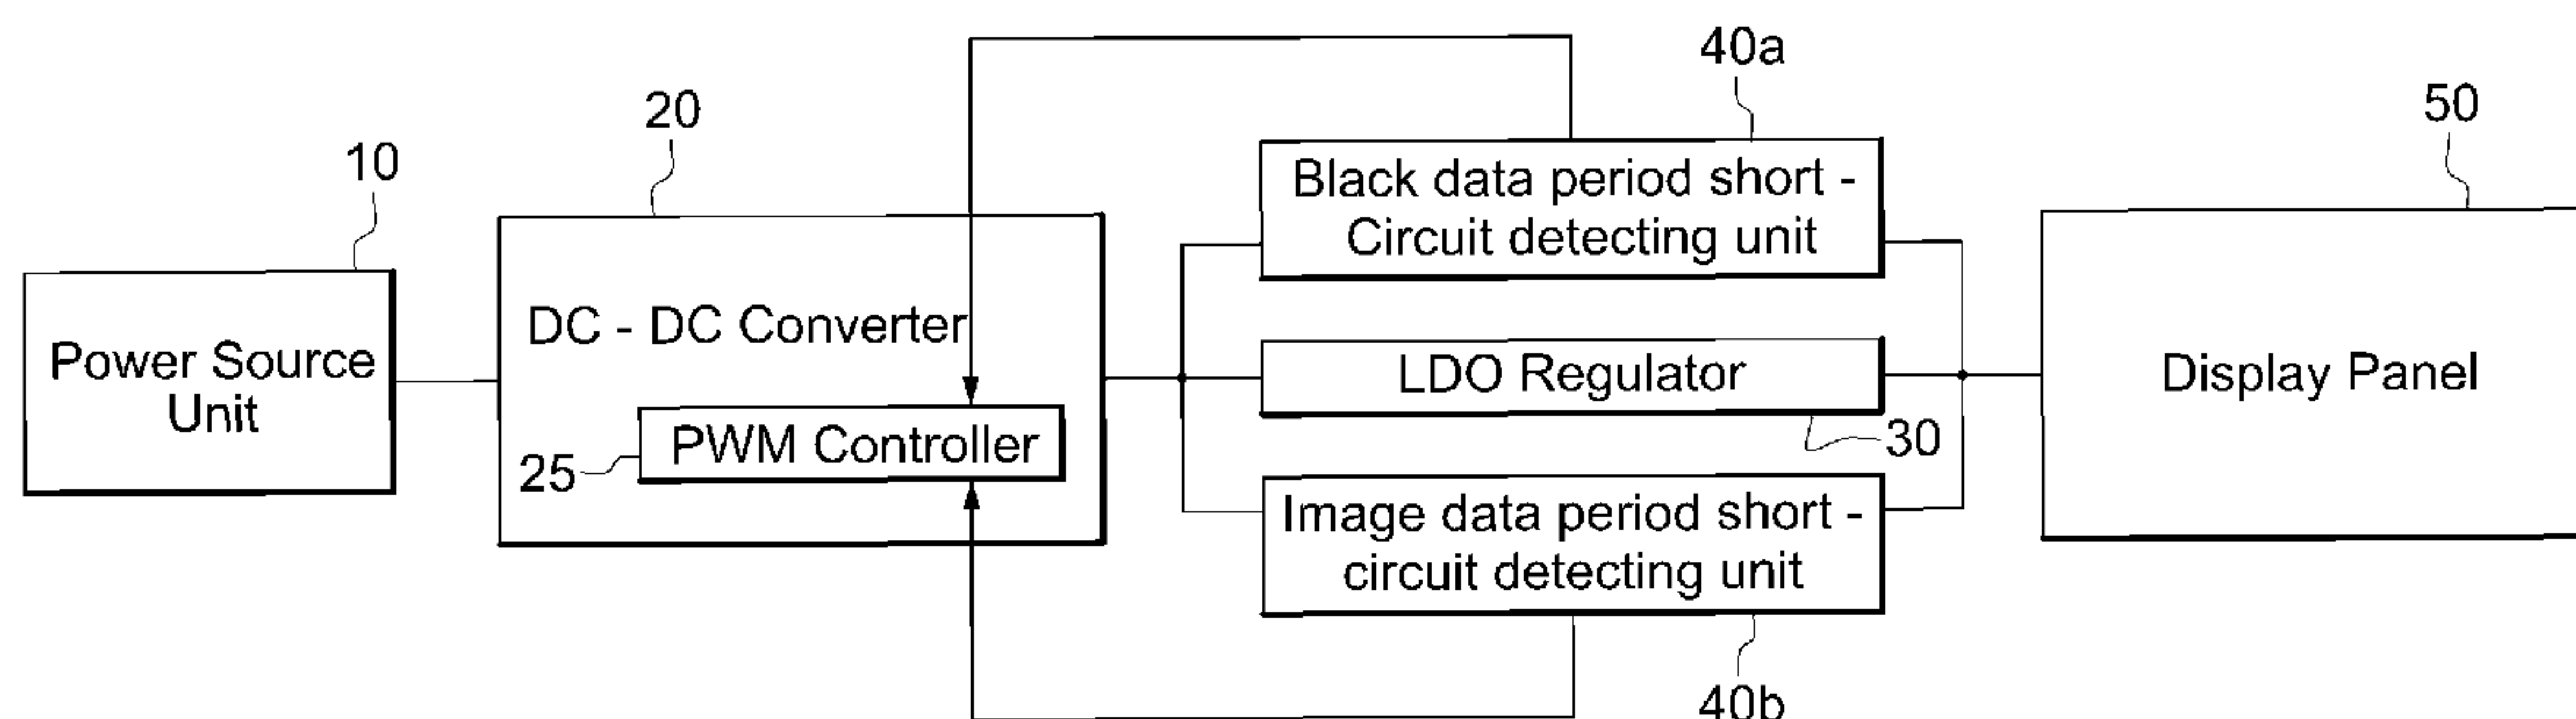 10
Power Source
Unit
20
DC - DC Converter
25
PWM Controller
40a
Black data period short -
Circuit detecting unit
LDO Regulator
30
Image data period short -
circuit detecting unit
40b
50
Display Panel